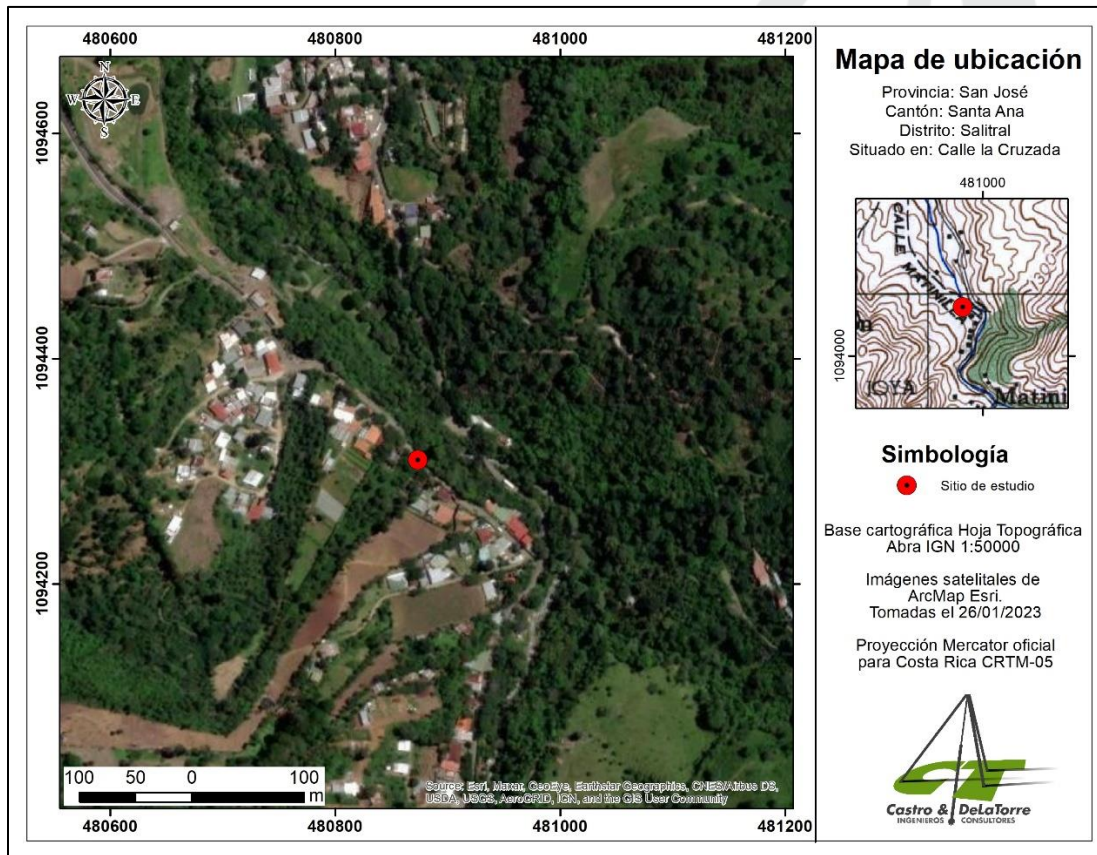 480600 480800 481000 481200
N
W E
S
1094600
1094400
1094200
480600 480800 481000 481200
100 50 0 100
m
Source: Esri, Maxar, GeoEye, Earthstar Geographics, CNES/Airbus DS,
USDA, USGS, AeroGRID, IGN, and the GIS User Community
Mapa de ubicación
Provincia: San José
Cantón: Santa Ana
Distrito: Salitral
Situado en: Calle la Cruzada
481000
1094000
CALLE
JOYA
Matini
Simbología
Sitio de estudio
Base cartográfica Hoja Topográfica
Abra IGN 1:50000
Imágenes satelitales de
ArcMap Esri.
Tomadas el 26/01/2023
Proyección Mercator oficial
para Costa Rica CRTM-05
CT
Castro & DeLaTorre
INGENIEROS CONSULTORES